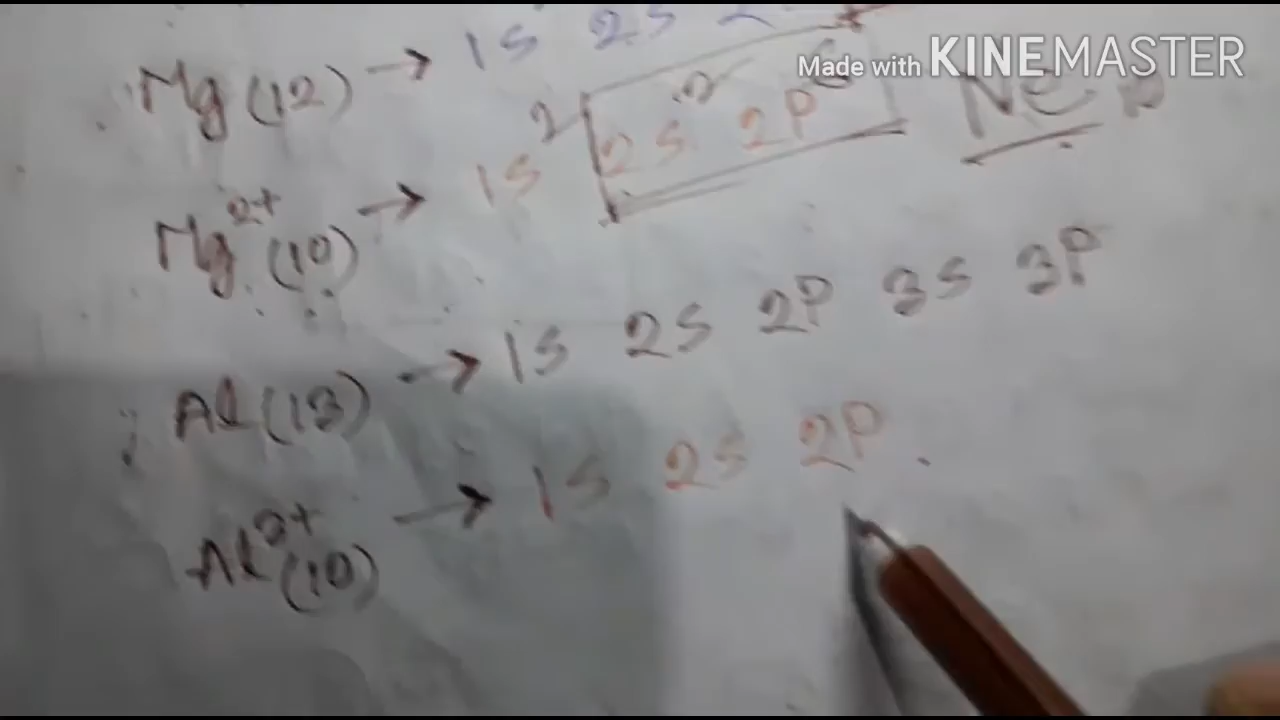 Made with KINEMASTER
Mg (12) → 1s 2s 2
Mg²⁺ (10) → 1s² 2s² 2p⁶ Ne
Al (13) → 1s 2s 2p 3s 3p
Al³⁺ (10) → 1s 2s 2p